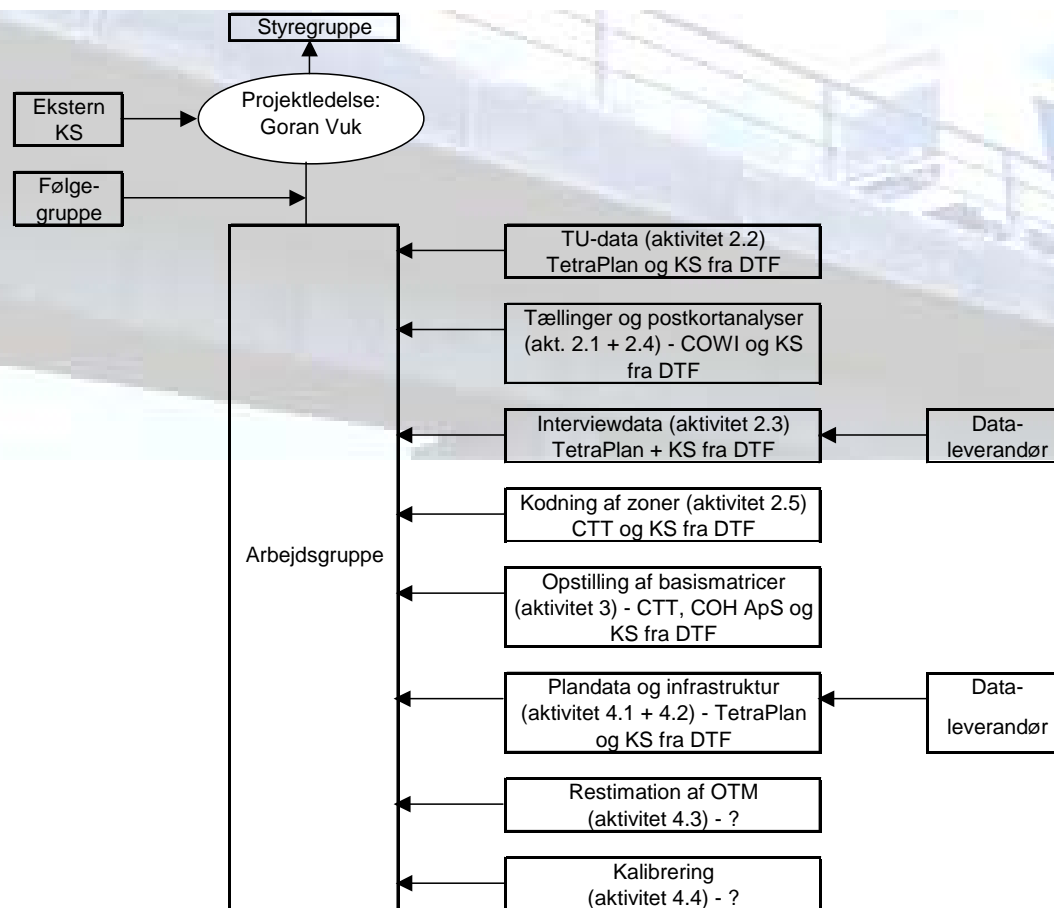 Styregruppe
Projektledelse:
Goran Vuk
Ekstern
KS
Følge-
gruppe
TU-data (aktivitet 2.2)
TetraPlan og KS fra DTF
Tællinger og postkortanalyser
(akt. 2.1 + 2.4) - COWI og KS
fra DTF
Interviewdata (aktivitet 2.3)
TetraPlan + KS fra DTF
Data-
leverandør
Kodning af zoner (aktivitet 2.5)
CTT og KS fra DTF
Arbejdsgruppe
Opstilling af basismatricer
(aktivitet 3) - CTT, COH ApS og
KS fra DTF
Plandata og infrastruktur
(aktivitet 4.1 + 4.2) - TetraPlan
og KS fra DTF
Data-
leverandør
Restimation af OTM
(aktivitet 4.3) - ?
Kalibrering
(aktivitet 4.4) - ?